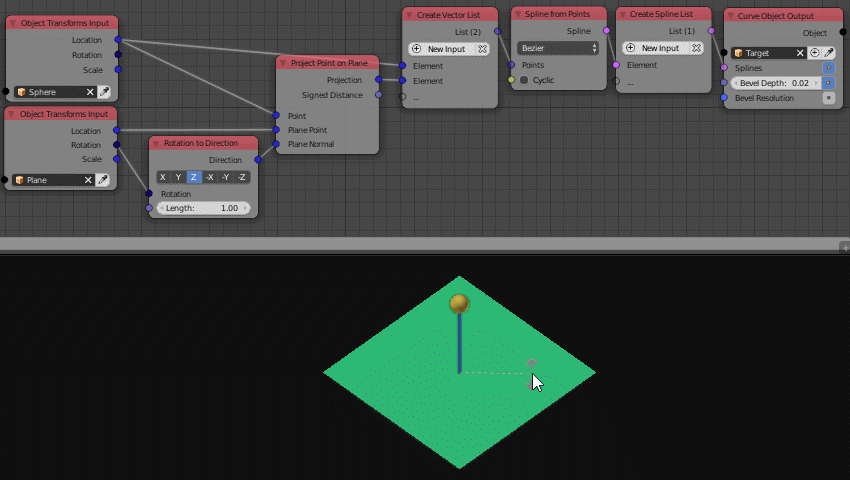 Object Transforms Input
Location
Rotation
Scale
Sphere
Object Transforms Input
Location
Rotation
Scale
Plane
Rotation to Direction
Direction
X Y Z -X -Y -Z
Rotation
Length: 1.00
Project Point on Plane
Projection
Signed Distance
Point
Plane Point
Plane Normal
Create Vector List
List (2)
New Input
Element
Element
...
Spline from Points
Spline
Bezier
Points
Cyclic
Create Spline List
List (1)
New Input
Element
...
Curve Object Output
Object
Target
Splines
Bevel Depth: 0.02
Bevel Resolution